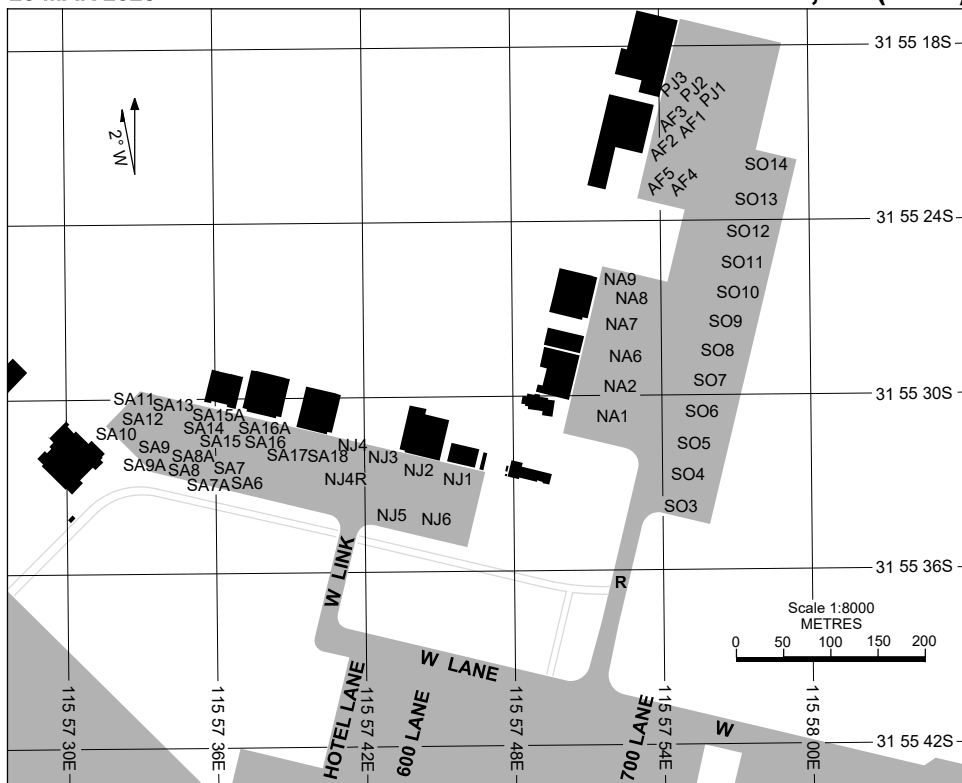 31 55 18S
PJ3
PJ2
PJ1
AF3
AF1
AF2
AF5
AF4
2° W
SO14
SO13
31 55 24S
SO12
SO11
SO10
SO9
SO8
SO7
SO6
SO5
SO4
SO3
NA9
NA8
NA7
NA6
NA2
NA1
31 55 30S
SA11
SA13
SA15A
SA12
SA14
SA16A
SA10
SA15
SA16
SA9
SA8A
SA17
SA18
SA9A
SA8
SA7
SA7A
SA6
NJ4
NJ3
NJ2
NJ1
NJ4R
NJ5
NJ6
31 55 36S
W LINK
R
Scale 1:8000
METRES
0 50 100 150 200
W LANE
HOTEL LANE
600 LANE
700 LANE
W
31 55 42S
115 57 30E
115 57 36E
115 57 42E
115 57 48E
115 57 54E
115 58 00E